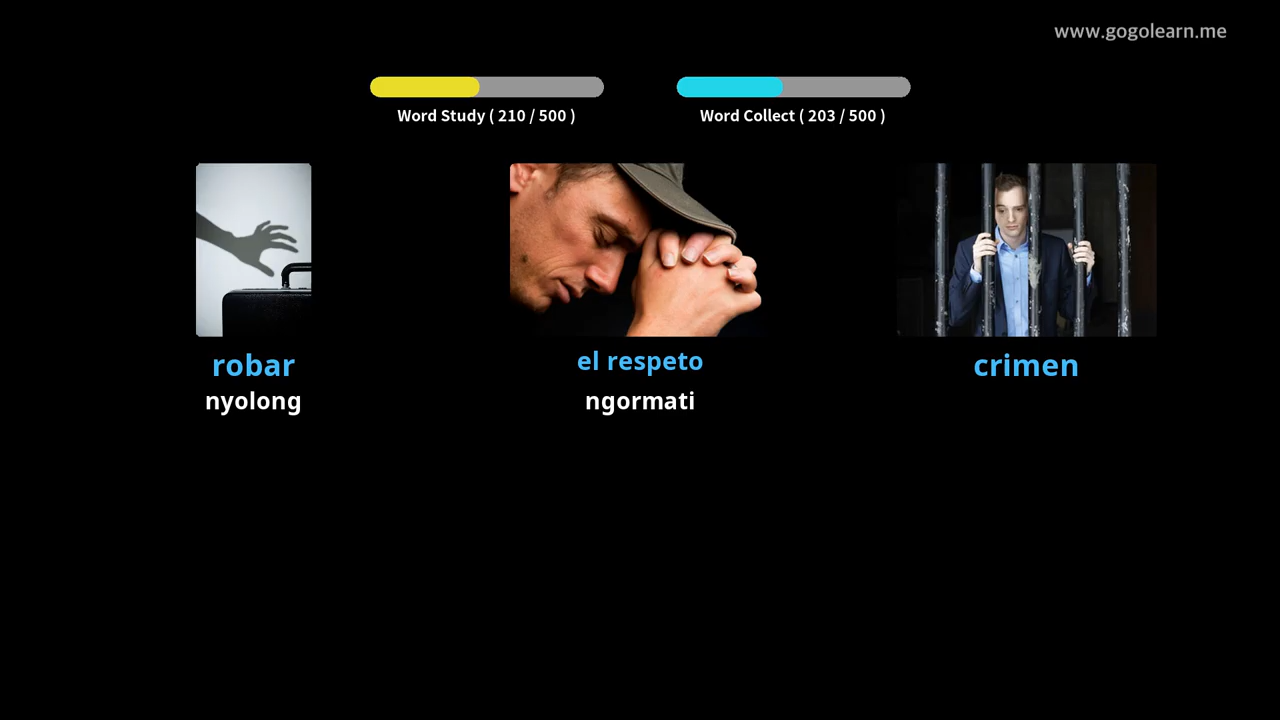 www.gogolearn.me
Word Study ( 210 / 500 )
Word Collect ( 203 / 500 )
robar
nyolong
el respeto
ngormati
crimen